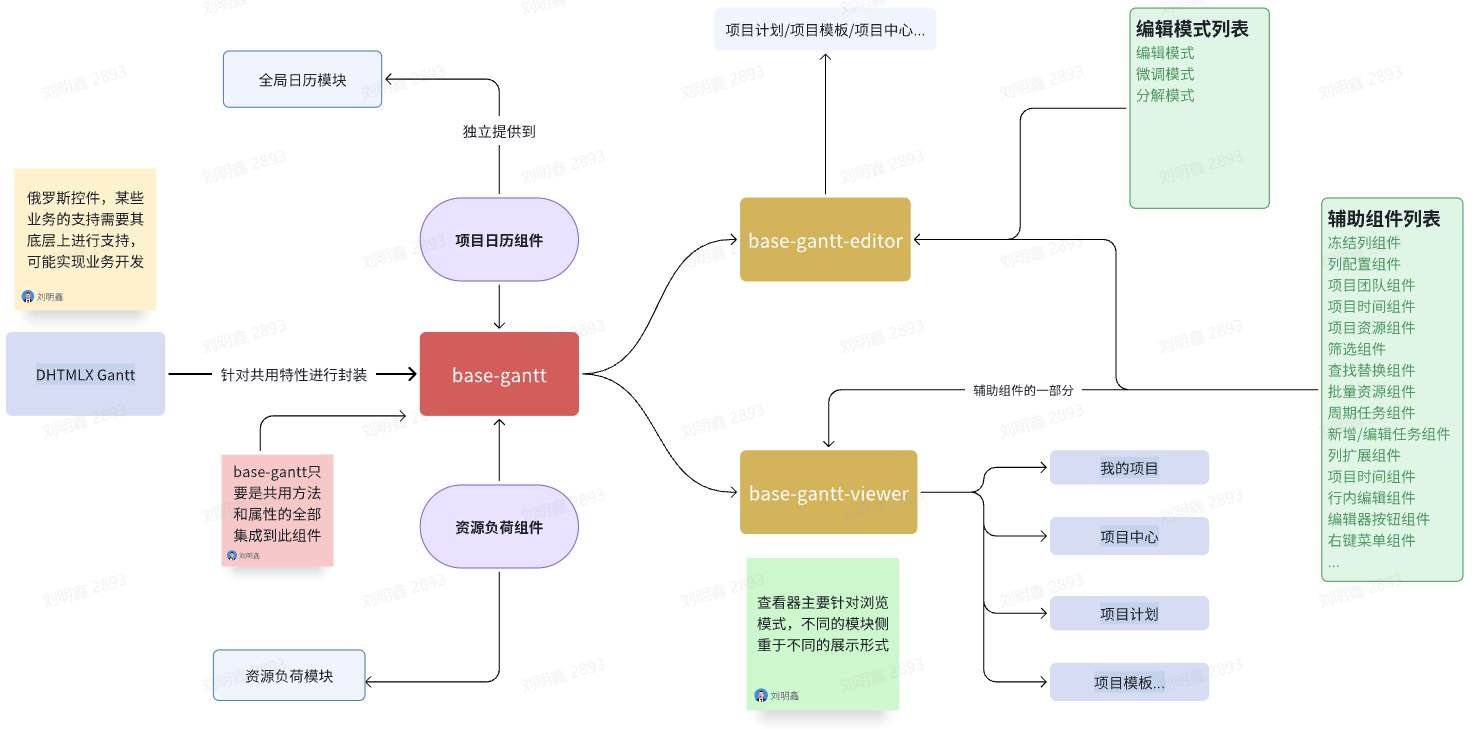 项目计划/项目模板/项目中心...
编辑模式列表
编辑模式
微调模式
分解模式
全局日历模块
独立提供到
俄罗斯控件，某些
业务的支持需要其
底层上进行支持，
可能实现业务开发
刘明鑫
项目日历组件
base-gantt-editor
辅助组件列表
冻结列组件
列配置组件
项目团队组件
项目时间组件
项目资源组件
筛选组件
查找替换组件
批量资源组件
周期任务组件
新增/编辑任务组件
列扩展组件
项目时间组件
行内编辑组件
编辑器按钮组件
右键菜单组件
...
DHTMLX Gantt
针对共用特性进行封装
base-gantt
辅助组件的一部分
base-gantt只
要是共用方法
和属性的全部
集成到此组件
刘明鑫
资源负荷组件
base-gantt-viewer
我的项目
项目中心
项目计划
项目模板...
查看器主要针对浏览
模式，不同的模块侧
重于不同的展示形式
刘明鑫
资源负荷模块
刘明鑫 2893